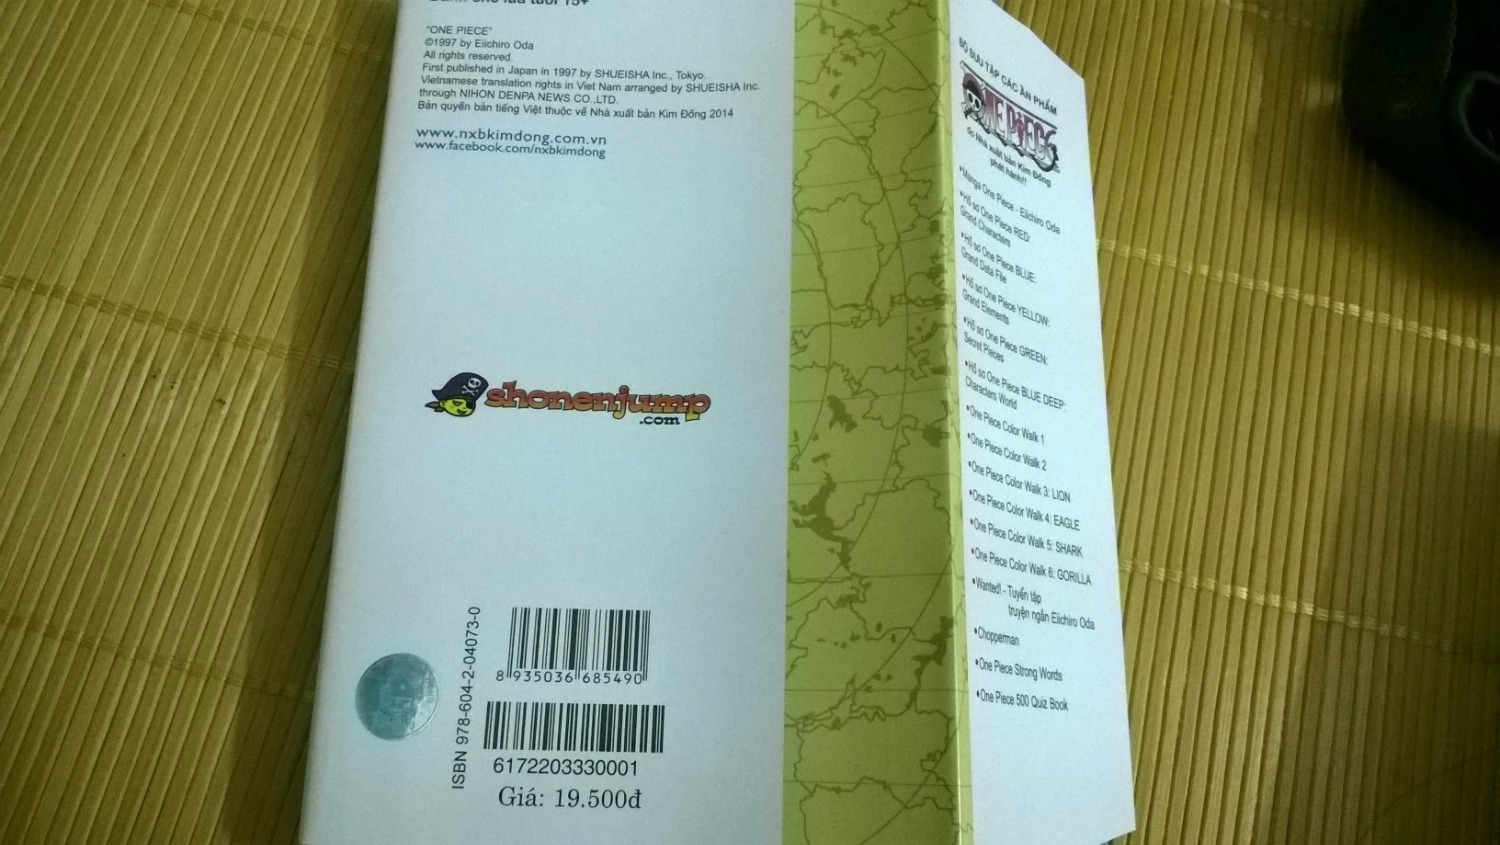 "ONE PIECE"
©1997 by Eiichiro Oda
All rights reserved.
First published in Japan in 1997 by SHUEISHA Inc., Tokyo.
Vietnamese translation rights in Viet Nam arranged by SHUEISHA Inc.
through NIHON DENPA NEWS CO.,LTD.
Bản quyền bản tiếng Việt thuộc về Nhà xuất bản Kim Đồng 2014
www.nxbkimdong.com.vn
www.facebook.com/nxbkimdong
shonenjump
.com
ISBN 978-604-2-04073-0
8 935036 685490
6172203330001
Giá: 19.500đ
BỘ SƯU TẬP CÁC ẤN PHẨM
ONE PIECE
do Nhà xuất bản Kim Đồng
phát hành!!
*Manga One Piece - Eiichiro Oda
*Hồ sơ One Piece RED:
Grand Characters
*Hồ sơ One Piece BLUE:
Grand Data File
*Hồ sơ One Piece YELLOW:
Grand Elements
*Hồ sơ One Piece GREEN:
Secret Pieces
*Hồ sơ One Piece BLUE DEEP:
Characters World
*One Piece Color Walk 1
*One Piece Color Walk 2
*One Piece Color Walk 3: LION
*One Piece Color Walk 4: EAGLE
*One Piece Color Walk 5: SHARK
*One Piece Color Walk 6: GORILLA
*Wanted! - Tuyển tập
truyện ngắn Eiichiro Oda
*Chopperman
*One Piece Strong Words
*One Piece 500 Quiz Book